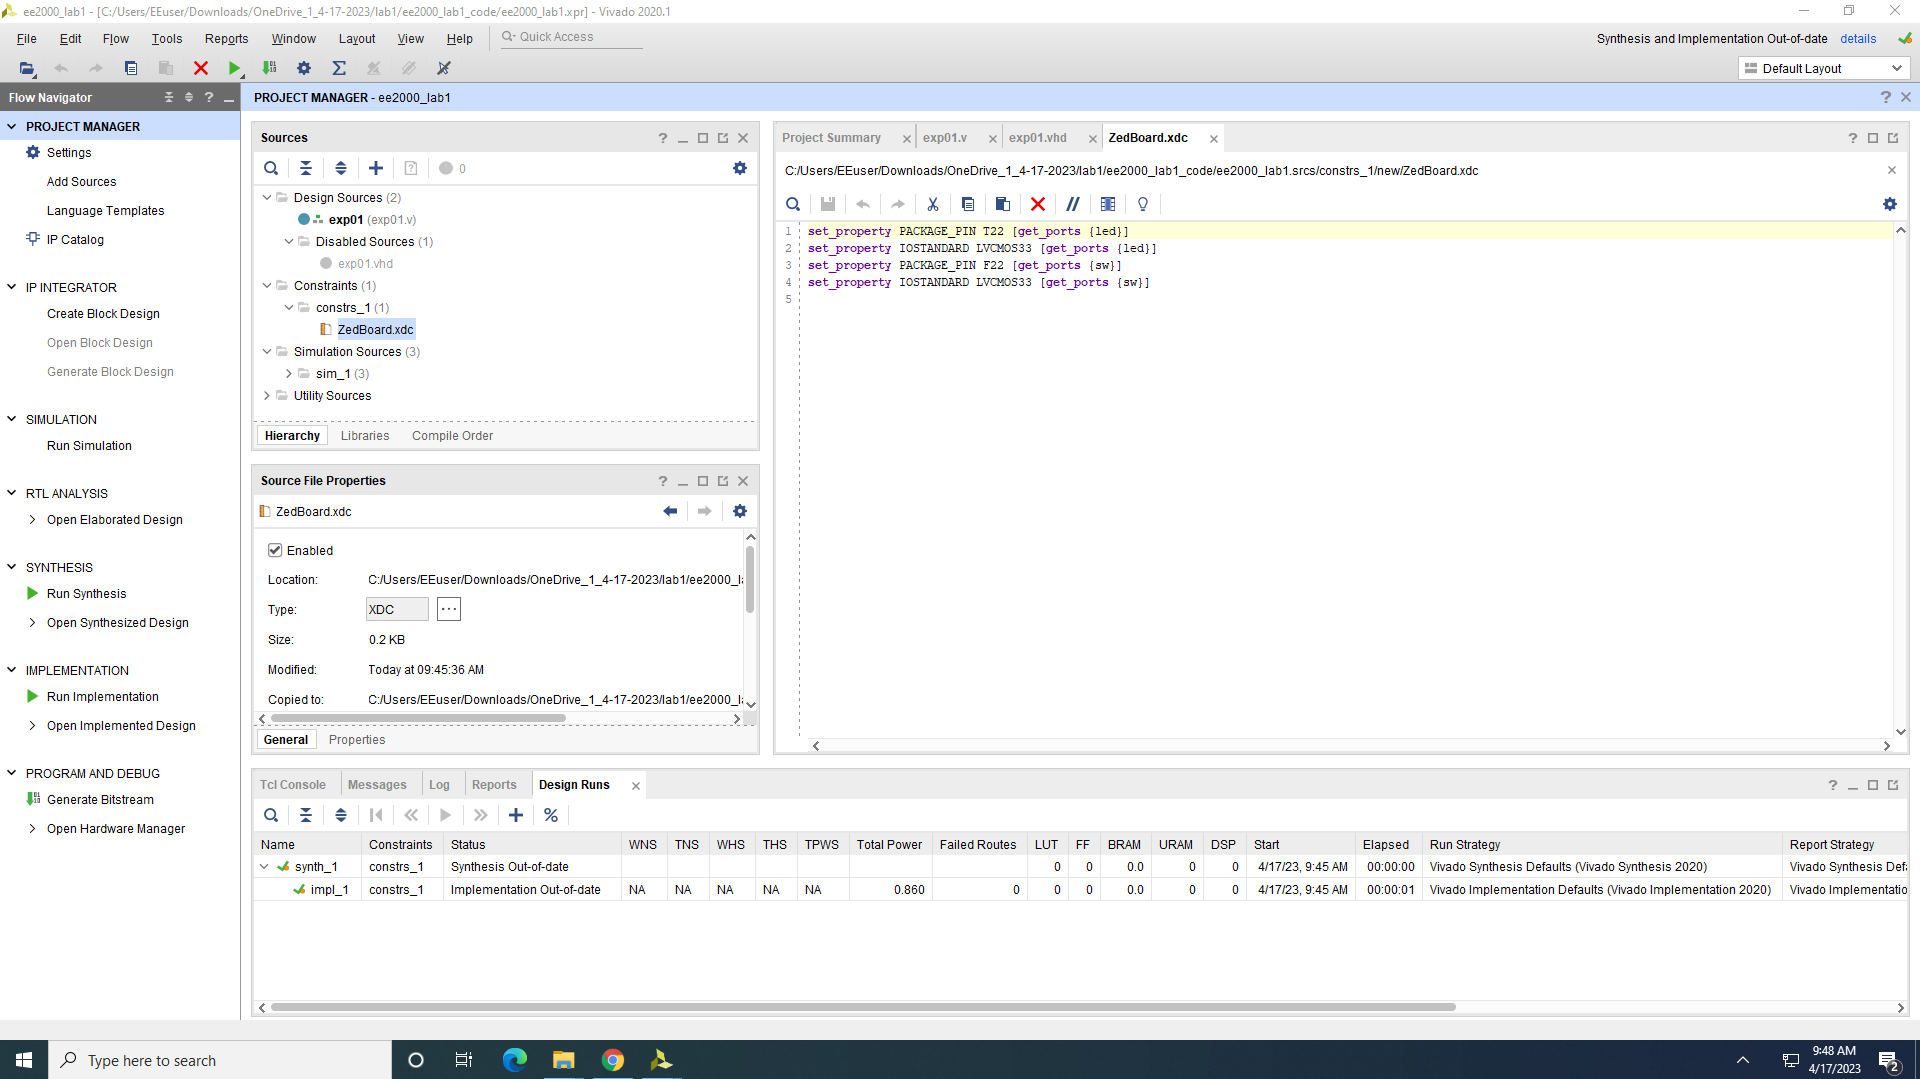 ee2000_lab1 - [C:/Users/EEuser/Downloads/OneDrive_1_4-17-2023/lab1/ee2000_lab1_code/ee2000_lab1.xpr] - Vivado 2020.1
File Edit Flow Tools Reports Window Layout View Help Quick Access
Synthesis and Implementation Out-of-date details
Default Layout
Flow Navigator
PROJECT MANAGER
Settings
Add Sources
Language Templates
IP Catalog
IP INTEGRATOR
Create Block Design
Open Block Design
Generate Block Design
SIMULATION
Run Simulation
RTL ANALYSIS
Open Elaborated Design
SYNTHESIS
Run Synthesis
Open Synthesized Design
IMPLEMENTATION
Run Implementation
Open Implemented Design
PROGRAM AND DEBUG
Generate Bitstream
Open Hardware Manager
PROJECT MANAGER - ee2000_lab1
Sources
0
Design Sources (2)
exp01 (exp01.v)
Disabled Sources (1)
exp01.vhd
Constraints (1)
constrs_1 (1)
ZedBoard.xdc
Simulation Sources (3)
sim_1 (3)
Utility Sources
Hierarchy Libraries Compile Order
Source File Properties
ZedBoard.xdc
Enabled
Location: C:/Users/EEuser/Downloads/OneDrive_1_4-17-2023/lab1/ee2000_l
Type: XDC ...
Size: 0.2 KB
Modified: Today at 09:45:36 AM
Copied to: C:/Users/EEuser/Downloads/OneDrive_1_4-17-2023/lab1/ee2000_l
General Properties
Project Summary exp01.v exp01.vhd ZedBoard.xdc
C:/Users/EEuser/Downloads/OneDrive_1_4-17-2023/lab1/ee2000_lab1_code/ee2000_lab1.srcs/constrs_1/new/ZedBoard.xdc
1 set_property PACKAGE_PIN T22 [get_ports {led}]
2 set_property IOSTANDARD LVCMOS33 [get_ports {led}]
3 set_property PACKAGE_PIN F22 [get_ports {sw}]
4 set_property IOSTANDARD LVCMOS33 [get_ports {sw}]
5
Tcl Console Messages Log Reports Design Runs
Name Constraints Status WNS TNS WHS THS TPWS Total Power Failed Routes LUT FF BRAM URAM DSP Start Elapsed Run Strategy Report Strategy
synth_1 constrs_1 Synthesis Out-of-date 0 0 0.0 0 0 4/17/23, 9:45 AM 00:00:00 Vivado Synthesis Defaults (Vivado Synthesis 2020) Vivado Synthesis Def
impl_1 constrs_1 Implementation Out-of-date NA NA NA NA NA 0.860 0 0 0 0.0 0 0 4/17/23, 9:45 AM 00:00:01 Vivado Implementation Defaults (Vivado Implementation 2020) Vivado Implementatio
Type here to search
9:48 AM
4/17/2023
2